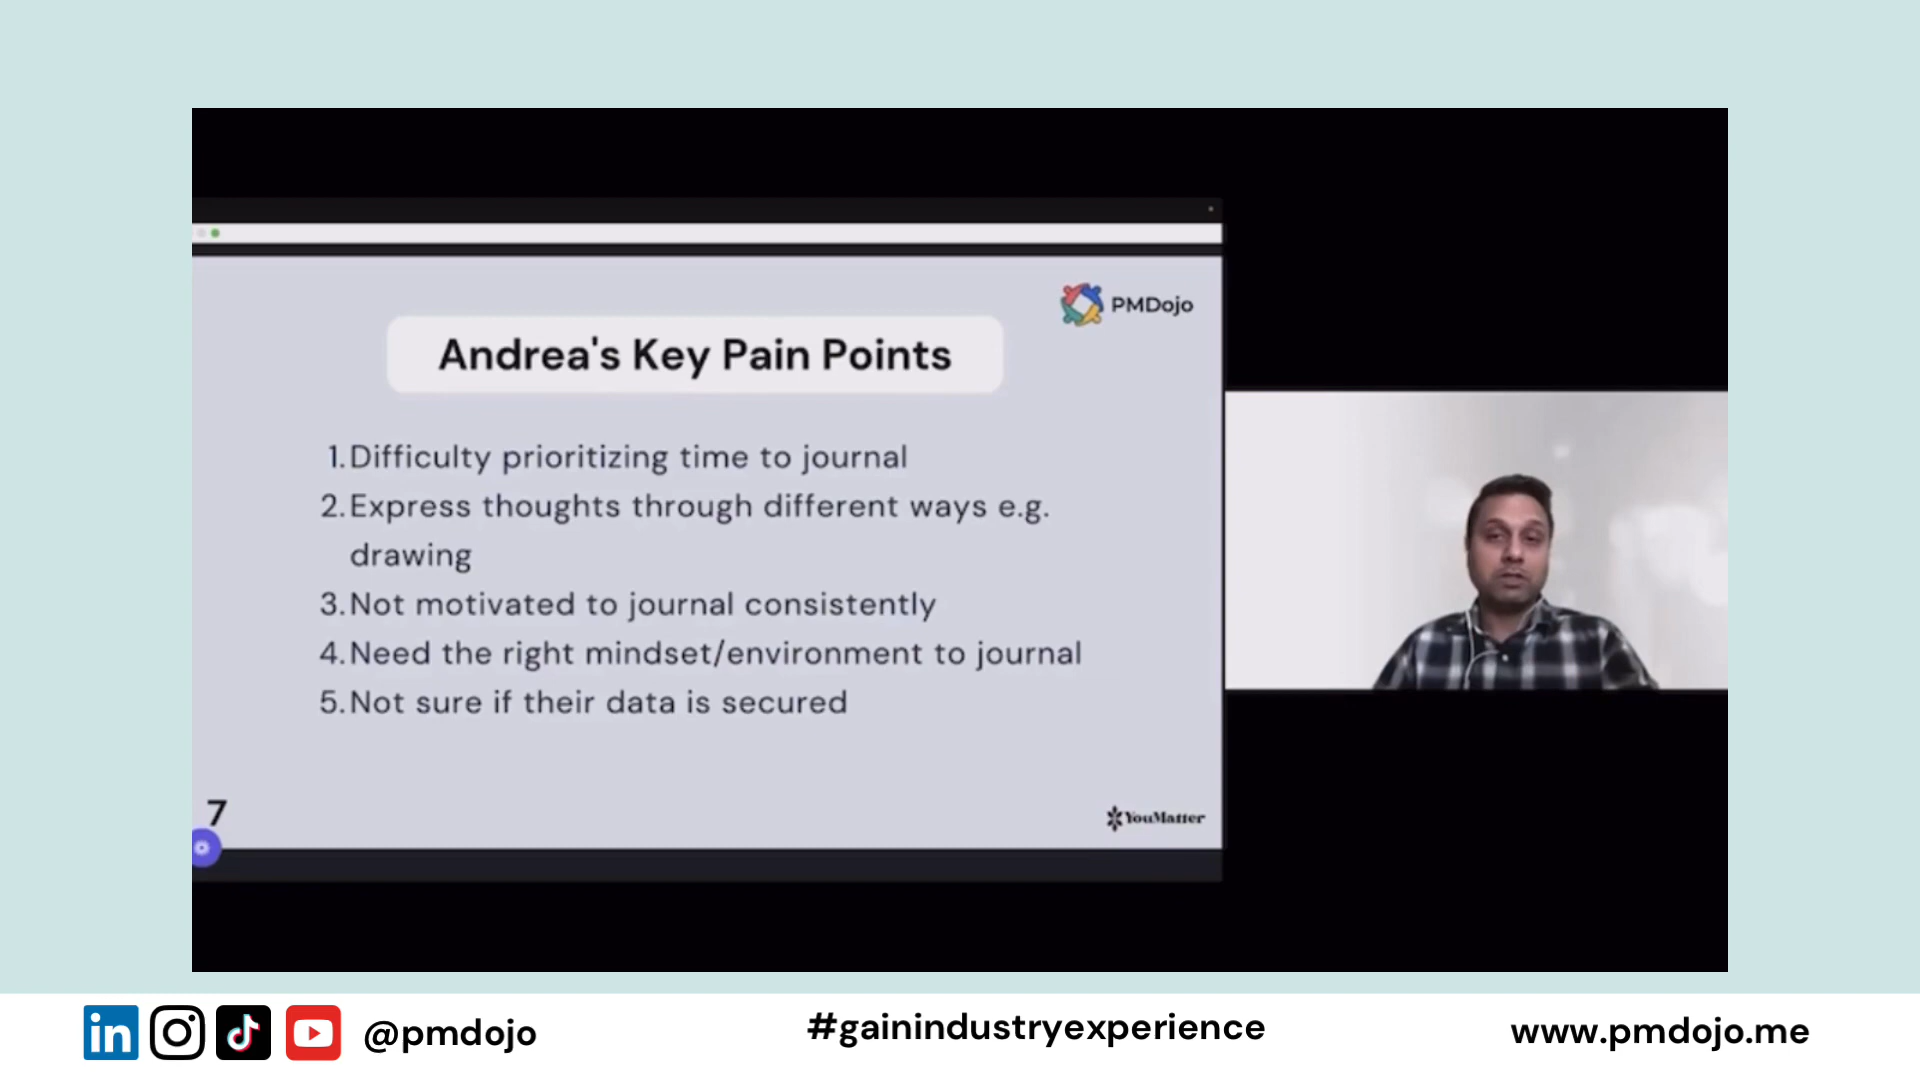 PMDojo
Andrea's Key Pain Points
1. Difficulty prioritizing time to journal
2. Express thoughts through different ways e.g.
drawing
3. Not motivated to journal consistently
4. Need the right mindset/environment to journal
5. Not sure if their data is secured
7
YouMatter
in
@pmdojo
#gainindustryexperience
www.pmdojo.me